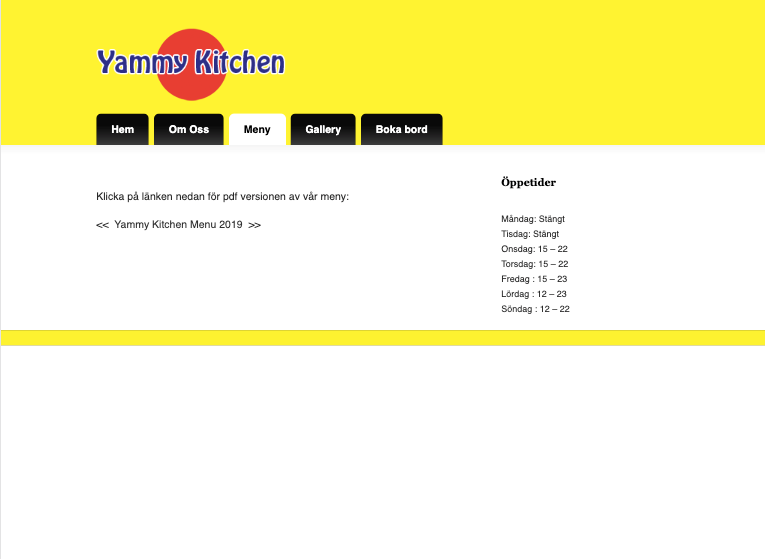 Yammy Kitchen
Hem
Om Oss
Meny
Gallery
Boka bord
Klicka på länken nedan för pdf versionen av vår meny:
<<  Yammy Kitchen Menu 2019  >>
Öppetider
Måndag: Stängt
Tisdag: Stängt
Onsdag: 15 – 22
Torsdag: 15 – 22
Fredag : 15 – 23
Lördag : 12 – 23
Söndag : 12 – 22